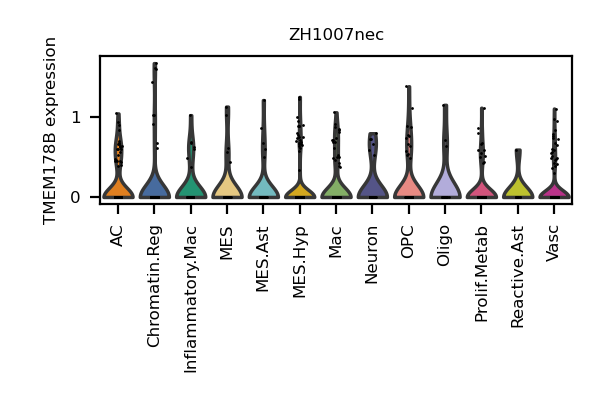 ZH1007nec
TMEM178B expression
1
0
AC
Chromatin.Reg
Inflammatory.Mac
MES
MES.Ast
MES.Hyp
Mac
Neuron
OPC
Oligo
Prolif.Metab
Reactive.Ast
Vasc